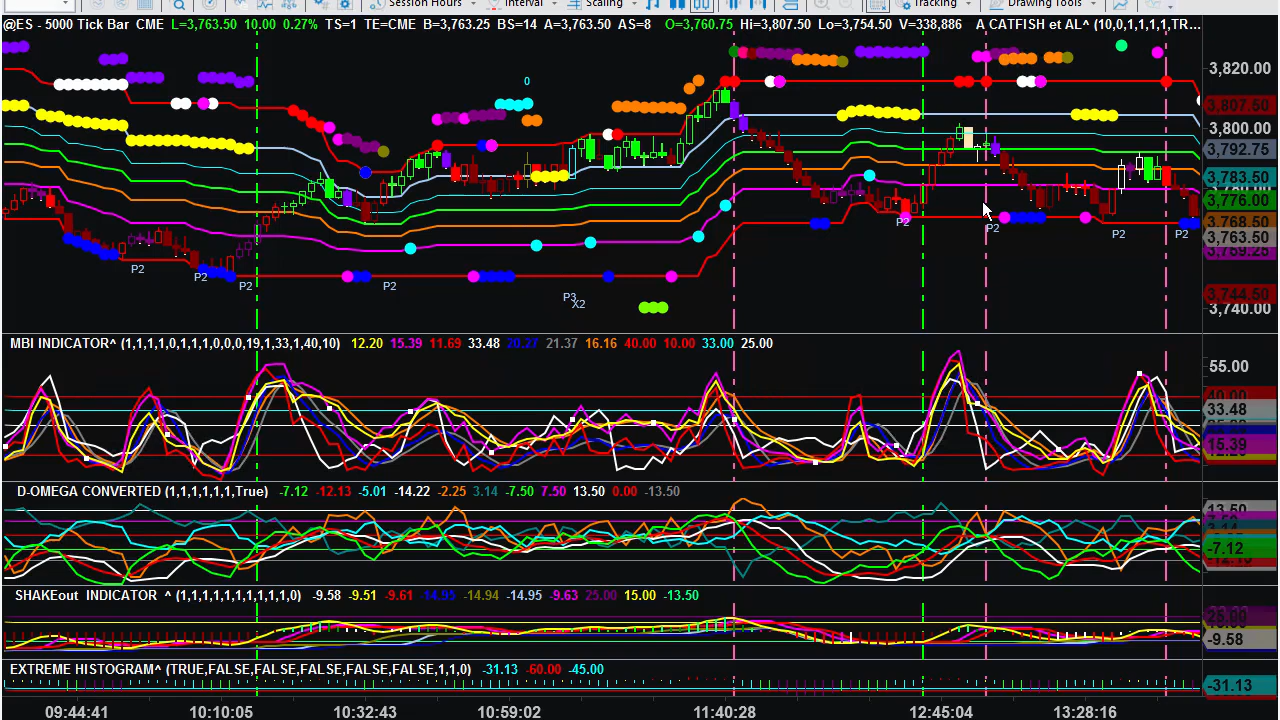 Session Hours Interval Scaling Tracking Drawing Tools
@ES - 5000 Tick Bar CME L=3,763.50 10.00 0.27% TS=1 TE=CME B=3,763.25 BS=14 A=3,763.50 AS=8 O=3,760.75 Hi=3,807.50 Lo=3,754.50 V=338,886 A CATFISH et AL^ (10,0,1,1,1,1,TR...
3,820.00
0
3,807.50
3,800.00
3,792.75
3,783.50
3,776.00
3,768.50
3,763.50
3,744.50
3,740.00
P2
P2
P2
P2
P3
X2
P2
P2
P2
P2
MBI INDICATOR^ (1,1,1,1,0,1,1,1,0,0,0,19,1,33,1,40,10) 12.20 15.39 11.69 33.48 20.27 21.37 16.16 40.00 10.00 33.00 25.00
55.00
40.00
33.48
15.39
D-OMEGA CONVERTED (1,1,1,1,1,1,True) -7.12 -12.13 -5.01 -14.22 -2.25 3.14 -7.50 7.50 13.50 0.00 -13.50
13.50
-7.12
SHAKEout INDICATOR ^ (1,1,1,1,1,1,1,1,1,1,1,0) -9.58 -9.51 -9.61 -14.95 -14.94 -14.95 -9.63 25.00 15.00 -13.50
-9.58
EXTREME HISTOGRAM^ (TRUE,FALSE,FALSE,FALSE,FALSE,FALSE,1,1,0) -31.13 -60.00 -45.00
-31.13
09:44:41 10:10:05 10:32:43 10:59:02 11:40:28 12:45:04 13:28:16